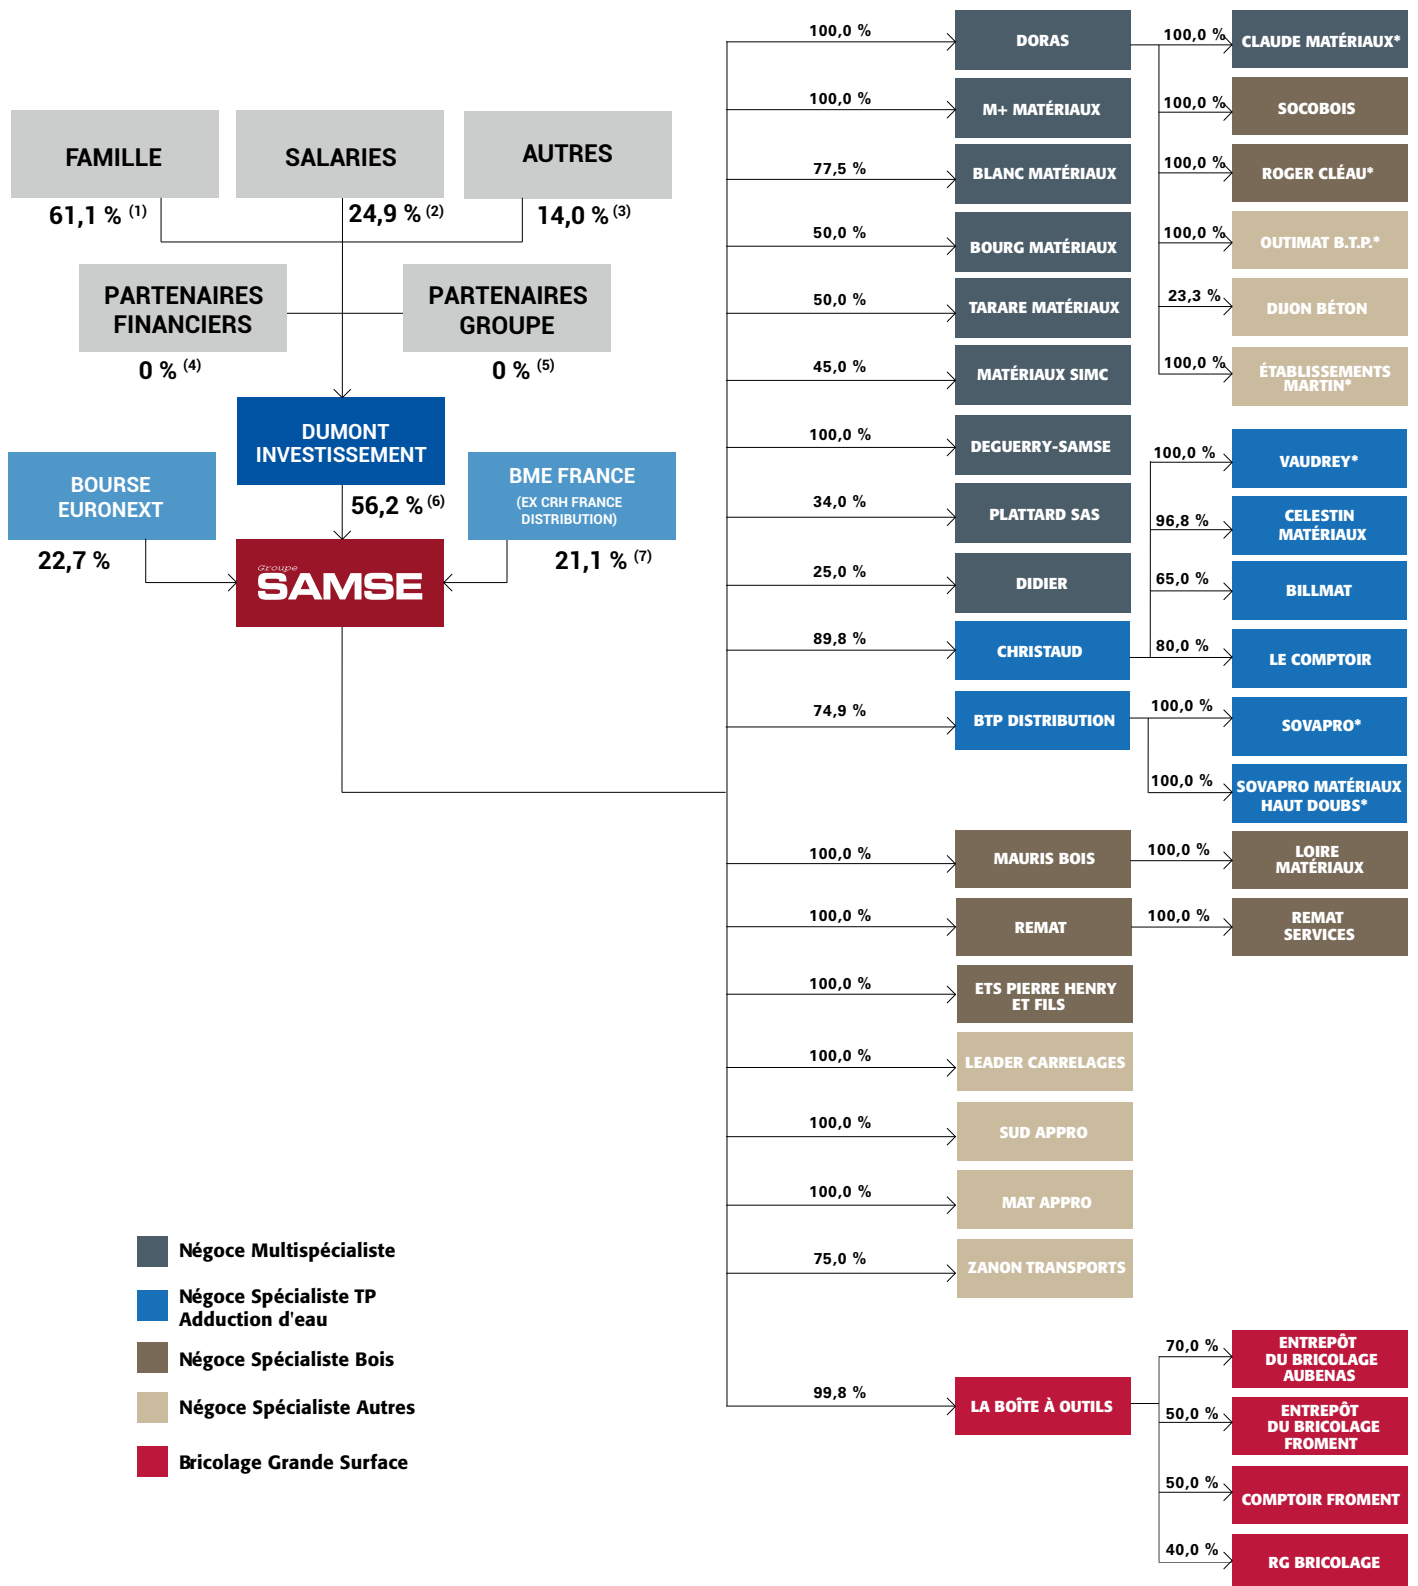 FAMILLE
61,1 % (1)
SALARIES
24,9 % (2)
AUTRES
14,0 % (3)
PARTENAIRES
FINANCIERS
0 % (4)
PARTENAIRES
GROUPE
0 % (5)
DUMONT
INVESTISSEMENT
56,2 % (6)
BOURSE
EURONEXT
22,7 %
BME FRANCE
(EX CRH FRANCE
DISTRIBUTION)
21,1 % (7)
Groupe
SAMSE
100,0 %
DORAS
100,0 %
M+ MATÉRIAUX
77,5 %
BLANC MATÉRIAUX
50,0 %
BOURG MATÉRIAUX
50,0 %
TARARE MATÉRIAUX
45,0 %
MATÉRIAUX SIMC
100,0 %
DEGUERRY-SAMSE
34,0 %
PLATTARD SAS
25,0 %
DIDIER
89,8 %
CHRISTAUD
74,9 %
BTP DISTRIBUTION
100,0 %
MAURIS BOIS
100,0 %
REMAT
100,0 %
ETS PIERRE HENRY
ET FILS
100,0 %
LEADER CARRELAGES
100,0 %
SUD APPRO
100,0 %
MAT APPRO
75,0 %
ZANON TRANSPORTS
99,8 %
LA BOÎTE À OUTILS
100,0 %
CLAUDE MATÉRIAUX*
100,0 %
SOCOBOIS
100,0 %
ROGER CLÉAU*
100,0 %
OUTIMAT B.T.P.*
23,3 %
DIJON BÉTON
100,0 %
ÉTABLISSEMENTS
MARTIN*
100,0 %
VAUDREY*
96,8 %
CELESTIN
MATÉRIAUX
65,0 %
BILLMAT
80,0 %
LE COMPTOIR
100,0 %
SOVAPRO*
100,0 %
SOVAPRO MATÉRIAUX
HAUT DOUBS*
100,0 %
LOIRE
MATÉRIAUX
100,0 %
REMAT
SERVICES
70,0 %
ENTREPÔT
DU BRICOLAGE
AUBENAS
50,0 %
ENTREPÔT
DU BRICOLAGE
FROMENT
50,0 %
COMPTOIR FROMENT
40,0 %
RG BRICOLAGE
Négoce Multispécialiste
Négoce Spécialiste TP
Adduction d'eau
Négoce Spécialiste Bois
Négoce Spécialiste Autres
Bricolage Grande Surface